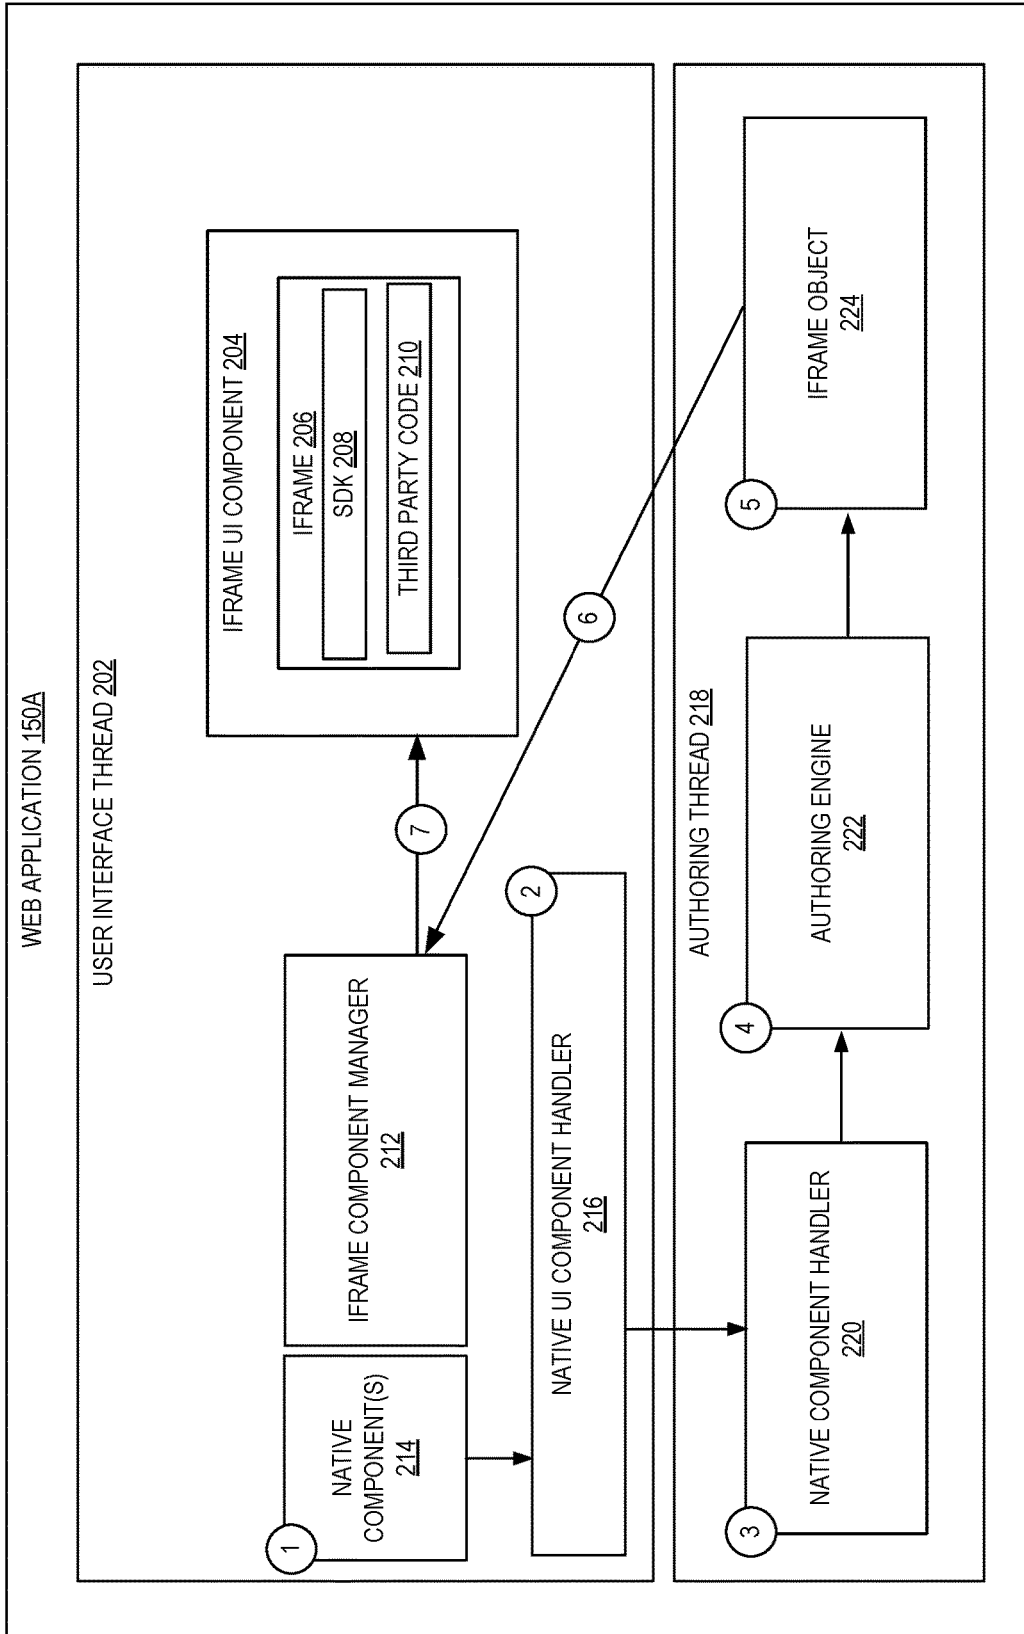 WEB APPLICATION 150A
USER INTERFACE THREAD 202
IFRAME UI COMPONENT 204
IFRAME 206
SDK 208
THIRD PARTY CODE 210
1
NATIVE
COMPONENT(S)
214
IFRAME COMPONENT MANAGER
212
7
2
NATIVE UI COMPONENT HANDLER
216
6
AUTHORING THREAD 218
3
NATIVE COMPONENT HANDLER
220
4
AUTHORING ENGINE
222
5
IFRAME OBJECT
224